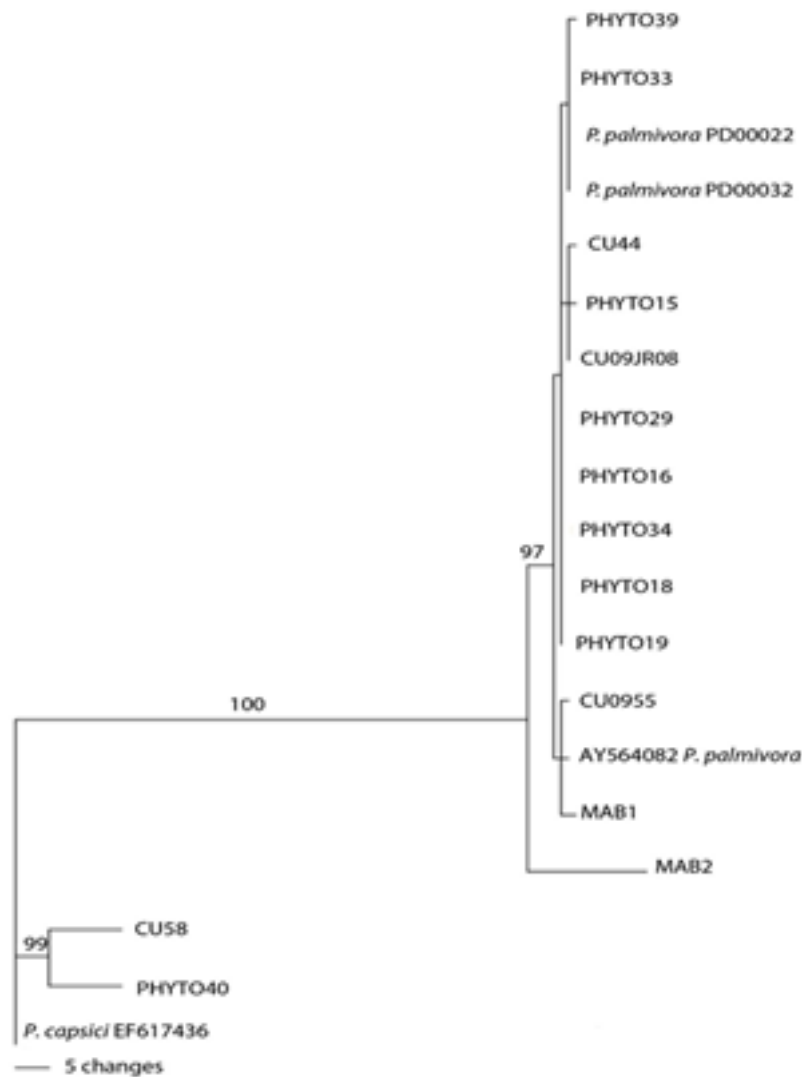 PHYTO39
PHYTO33
P. palmivora PD00022
P. palmivora PD00032
CU44
PHYTO15
CU09JR08
PHYTO29
PHYTO16
PHYTO34
97
PHYTO18
PHYTO19
CU0955
100
AY564082 P. palmivora
MAB1
MAB2
CU58
99
PHYTO40
P. capsici EF617436
5 changes